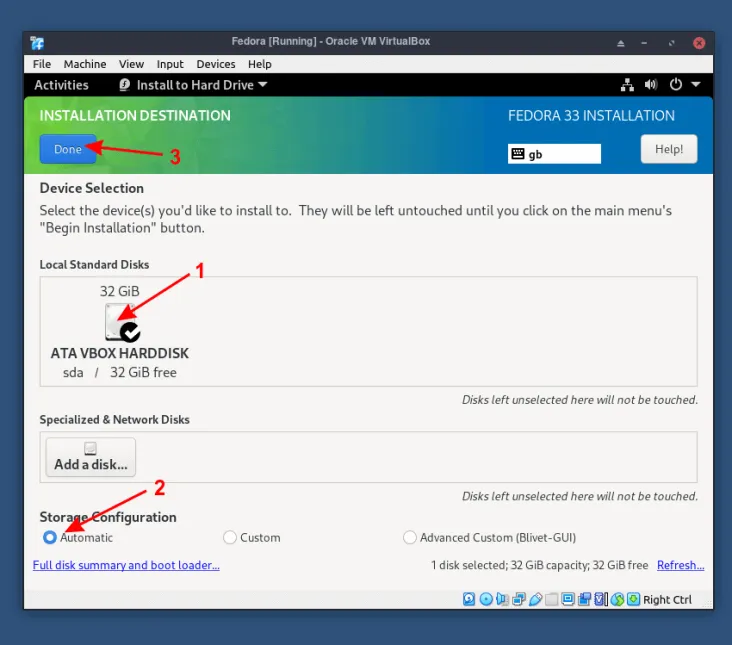 Fedora [Running] - Oracle VM VirtualBox
File Machine View Input Devices Help
Activities Install to Hard Drive
INSTALLATION DESTINATION
FEDORA 33 INSTALLATION
Done
3
gb
Help!
Device Selection
Select the device(s) you'd like to install to. They will be left untouched until you click on the main menu's
"Begin Installation" button.
Local Standard Disks
1
32 GiB
ATA VBOX HARDDISK
sda / 32 GiB free
Disks left unselected here will not be touched.
Specialized & Network Disks
Add a disk...
2
Disks left unselected here will not be touched.
Storage Configuration
Automatic Custom Advanced Custom (Blivet-GUI)
Full disk summary and boot loader... 1 disk selected; 32 GiB capacity; 32 GiB free Refresh...
Right Ctrl